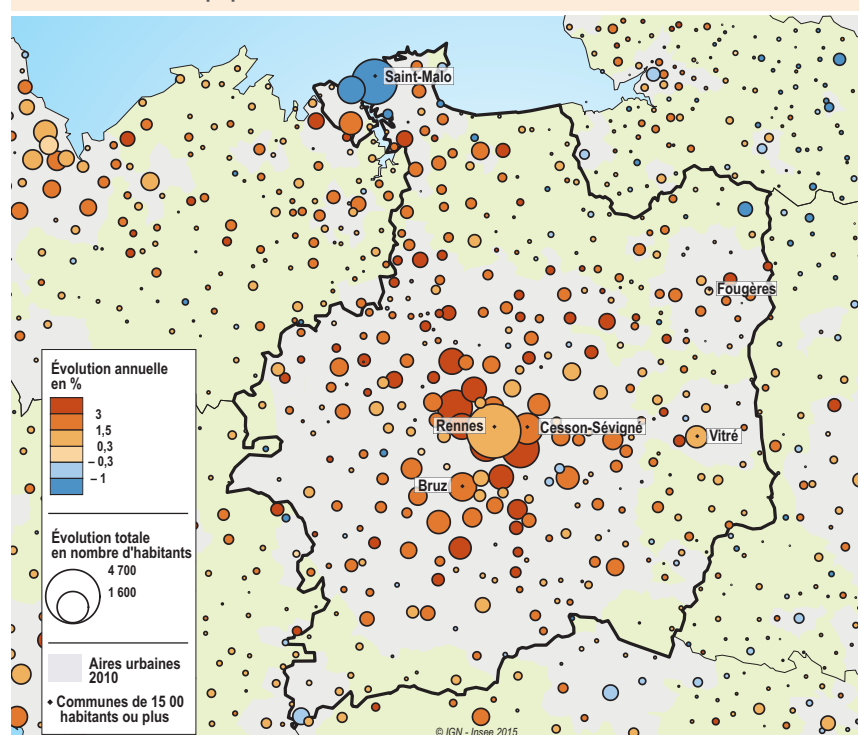 Saint-Malo
Fougères
Rennes
Cesson-Sévigné
Vitré
Bruz
Évolution annuelle
en %
3
1,5
0,3
– 0,3
– 1
Évolution totale
en nombre d'habitants
4 700
1 600
Aires urbaines
2010
Communes de 15 00
habitants ou plus
© IGN - Insee 2015